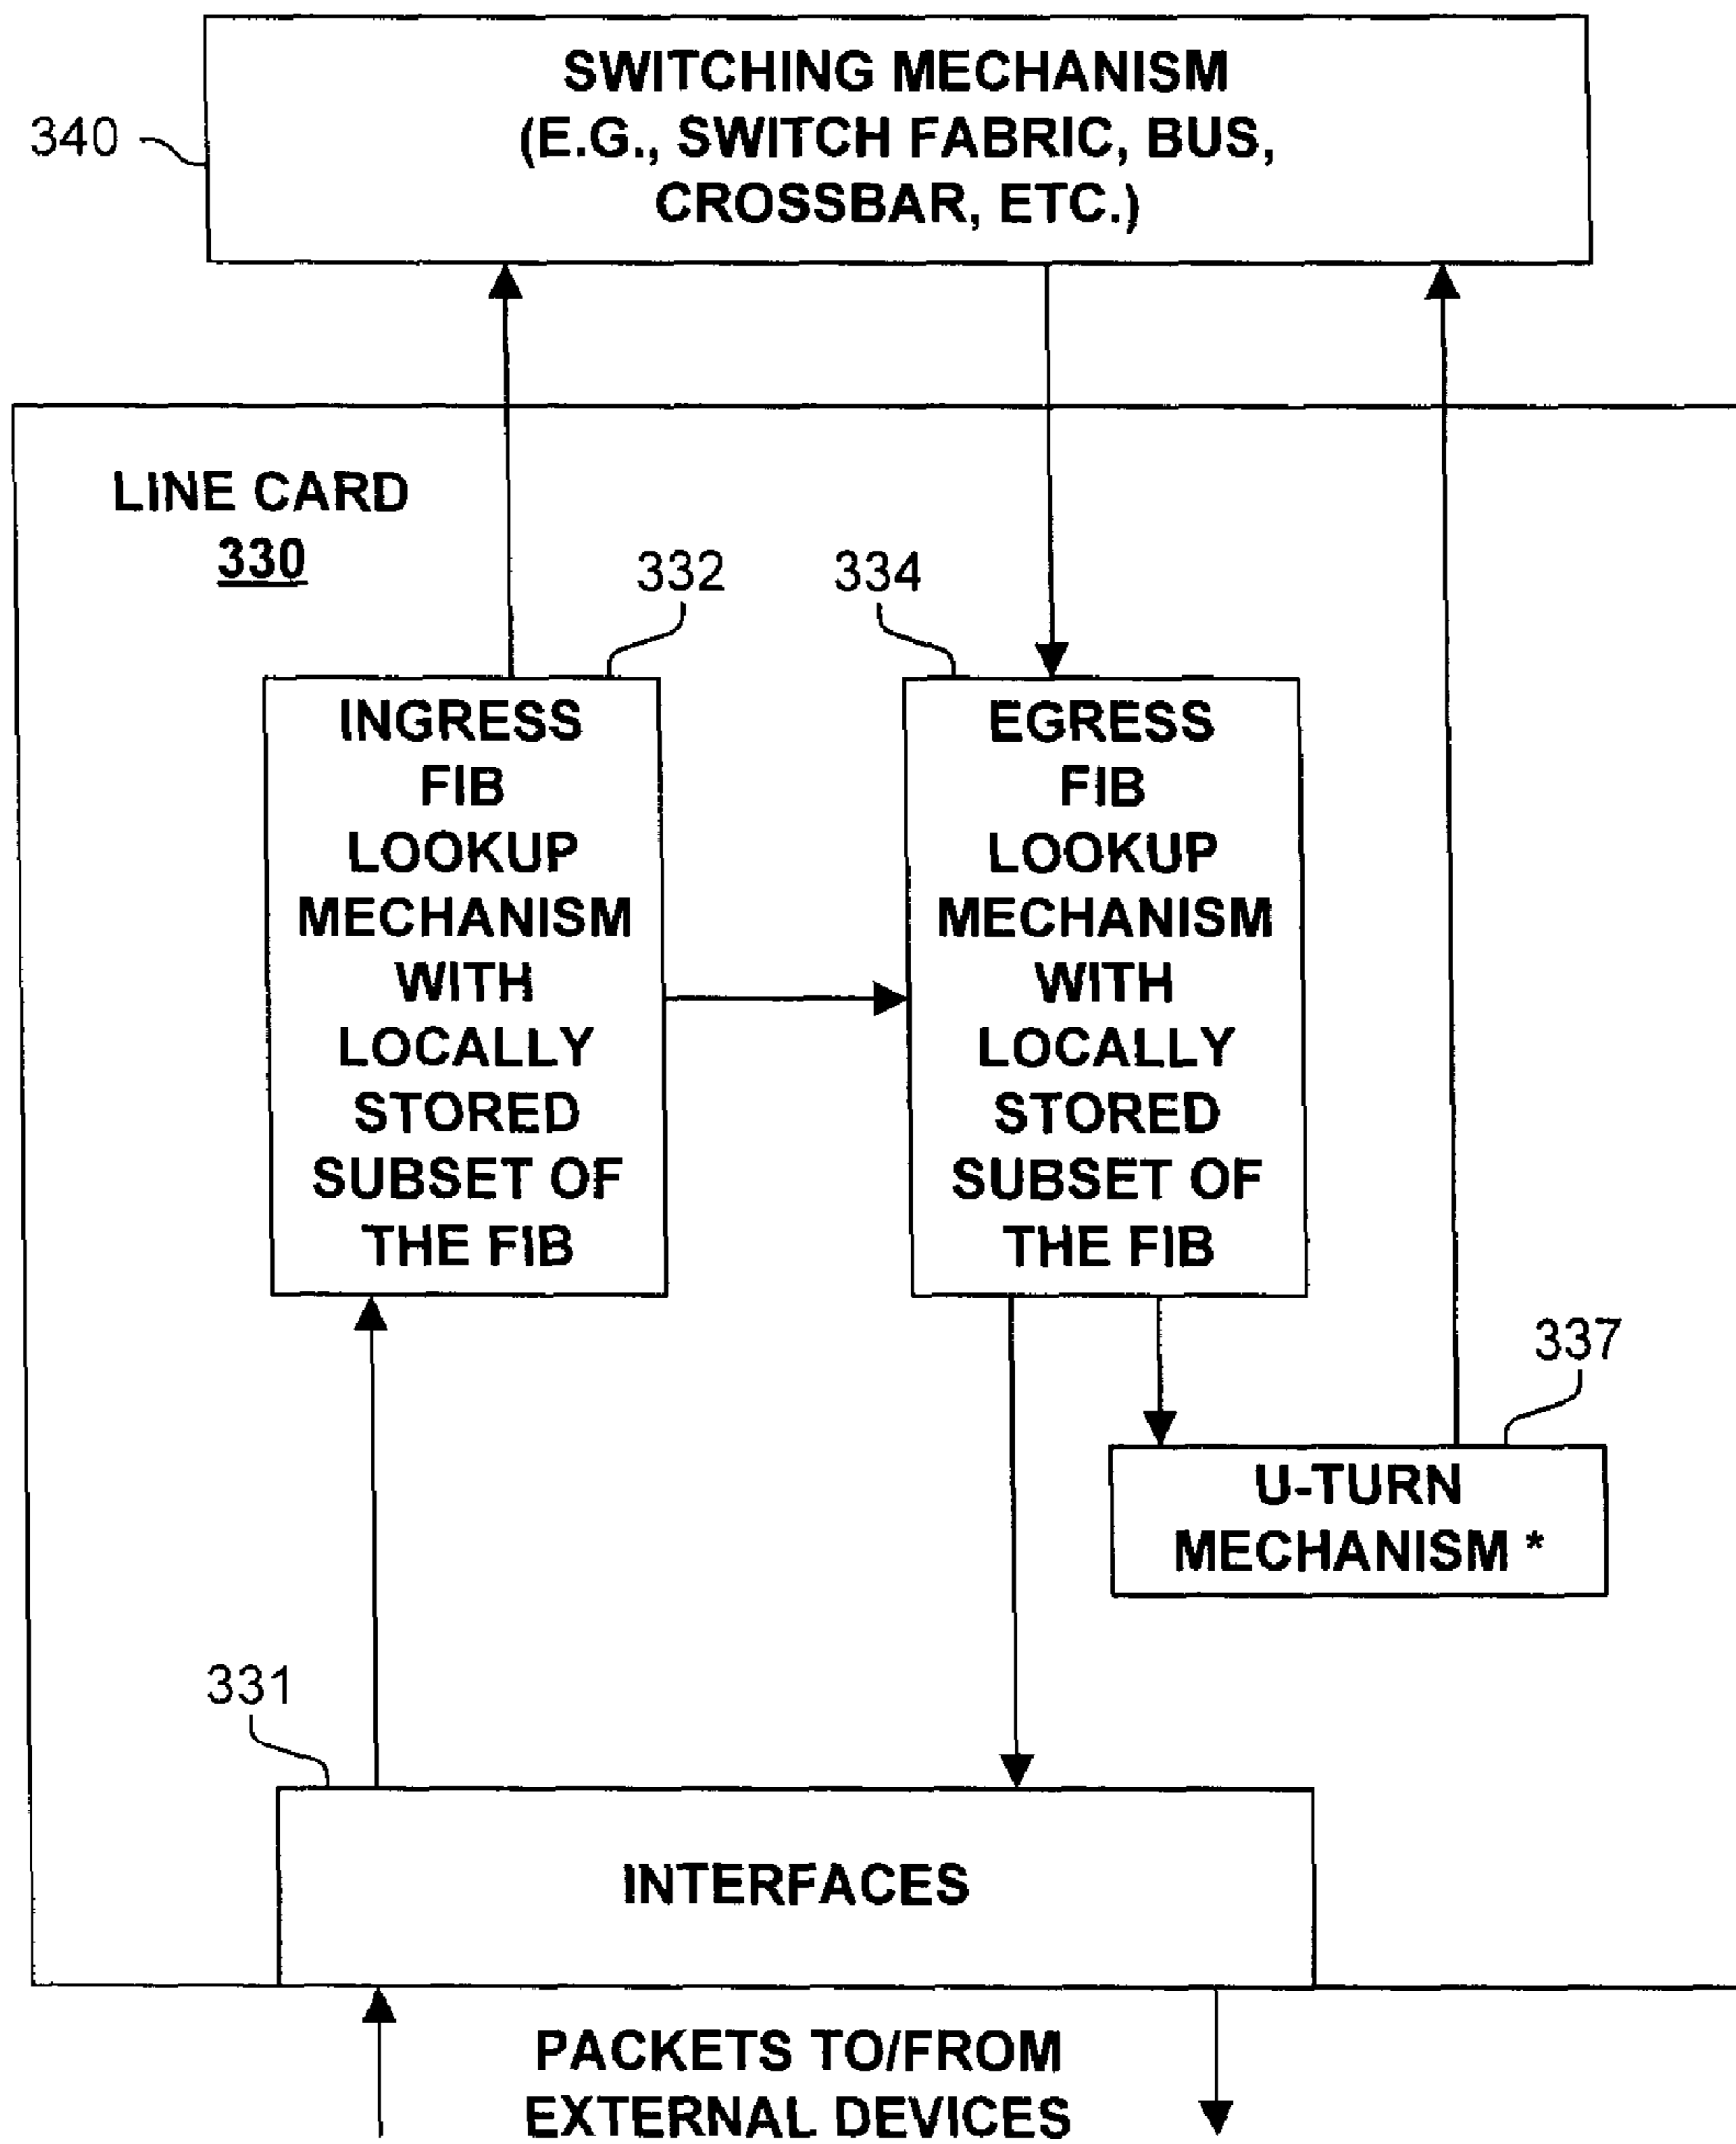 SWITCHING MECHANISM
(E.G., SWITCH FABRIC, BUS,
CROSSBAR, ETC.)
340
LINE CARD
330
332
334
INGRESS
FIB
LOOKUP
MECHANISM
WITH
LOCALLY
STORED
SUBSET OF
THE FIB
EGRESS
FIB
LOOKUP
MECHANISM
WITH
LOCALLY
STORED
SUBSET OF
THE FIB
337
U-TURN
MECHANISM *
331
INTERFACES
PACKETS TO/FROM
EXTERNAL DEVICES